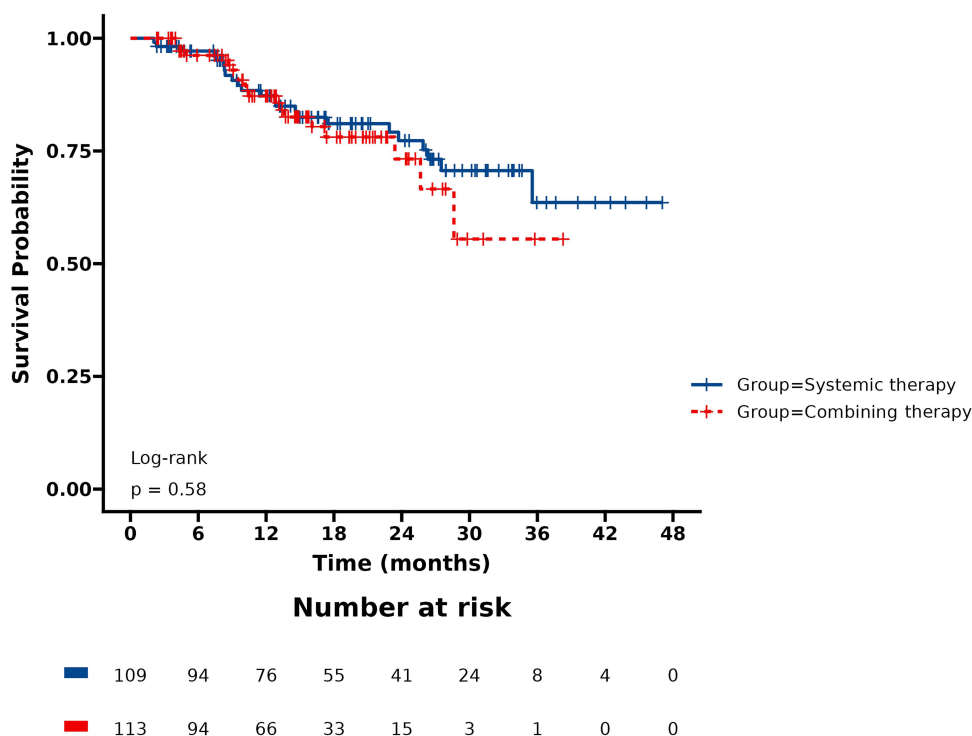 1.00
0.75
0.50
0.25
0.00
Survival Probability
Log-rank
p = 0.58
Group=Systemic therapy
Group=Combining therapy
0 6 12 18 24 30 36 42 48
Time (months)
Number at risk
109 94 76 55 41 24 8 4 0
113 94 66 33 15 3 1 0 0